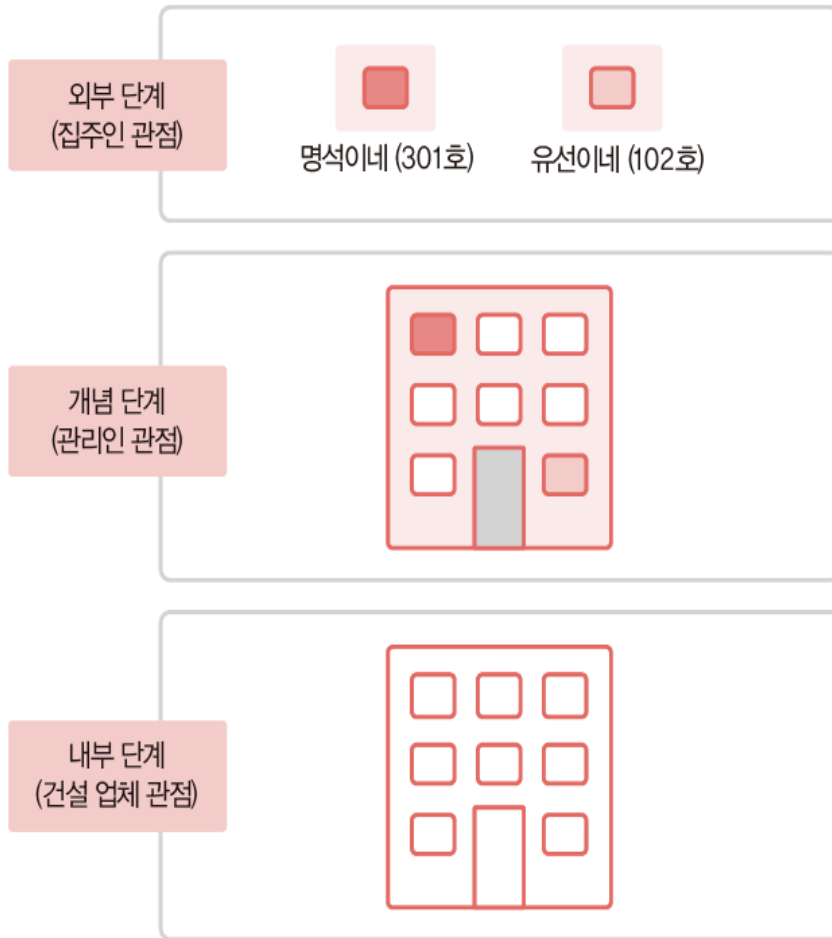 외부 단계
(집주인 관점)
명석이네 (301호)
유선이네 (102호)
개념 단계
(관리인 관점)
내부 단계
(건설 업체 관점)